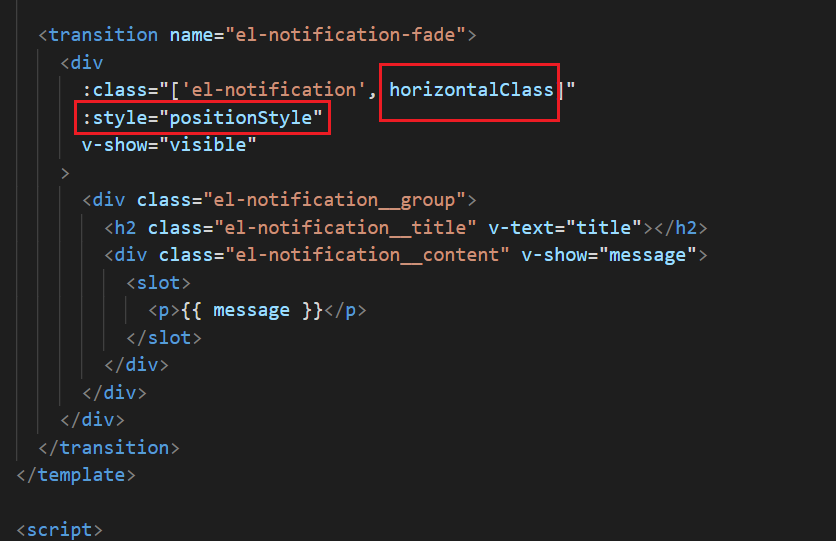 <transition name="el-notification-fade">
<div
:class="['el-notification', horizontalClass]"
:style="positionStyle"
v-show="visible"
>
<div class="el-notification__group">
<h2 class="el-notification__title" v-text="title"></h2>
<div class="el-notification__content" v-show="message">
<slot>
<p>{{ message }}</p>
</slot>
</div>
</div>
</div>
</transition>
</template>
<script>